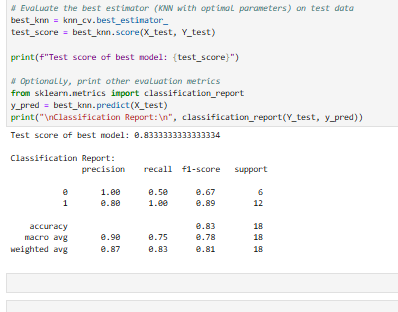 # Evaluate the best estimator (KNN with optimal parameters) on test data
best_knn = knn_cv.best_estimator_
test_score = best_knn.score(X_test, Y_test)
print(f"Test score of best model: {test_score}")
# Optionally, print other evaluation metrics
from sklearn.metrics import classification_report
y_pred = best_knn.predict(X_test)
print("\nClassification Report:\n", classification_report(Y_test, y_pred))
Test score of best model: 0.8333333333333334
Classification Report:
precision recall f1-score support
0 1.00 0.50 0.67 6
1 0.80 1.00 0.89 12
accuracy 0.83 18
macro avg 0.90 0.75 0.78 18
weighted avg 0.87 0.83 0.81 18